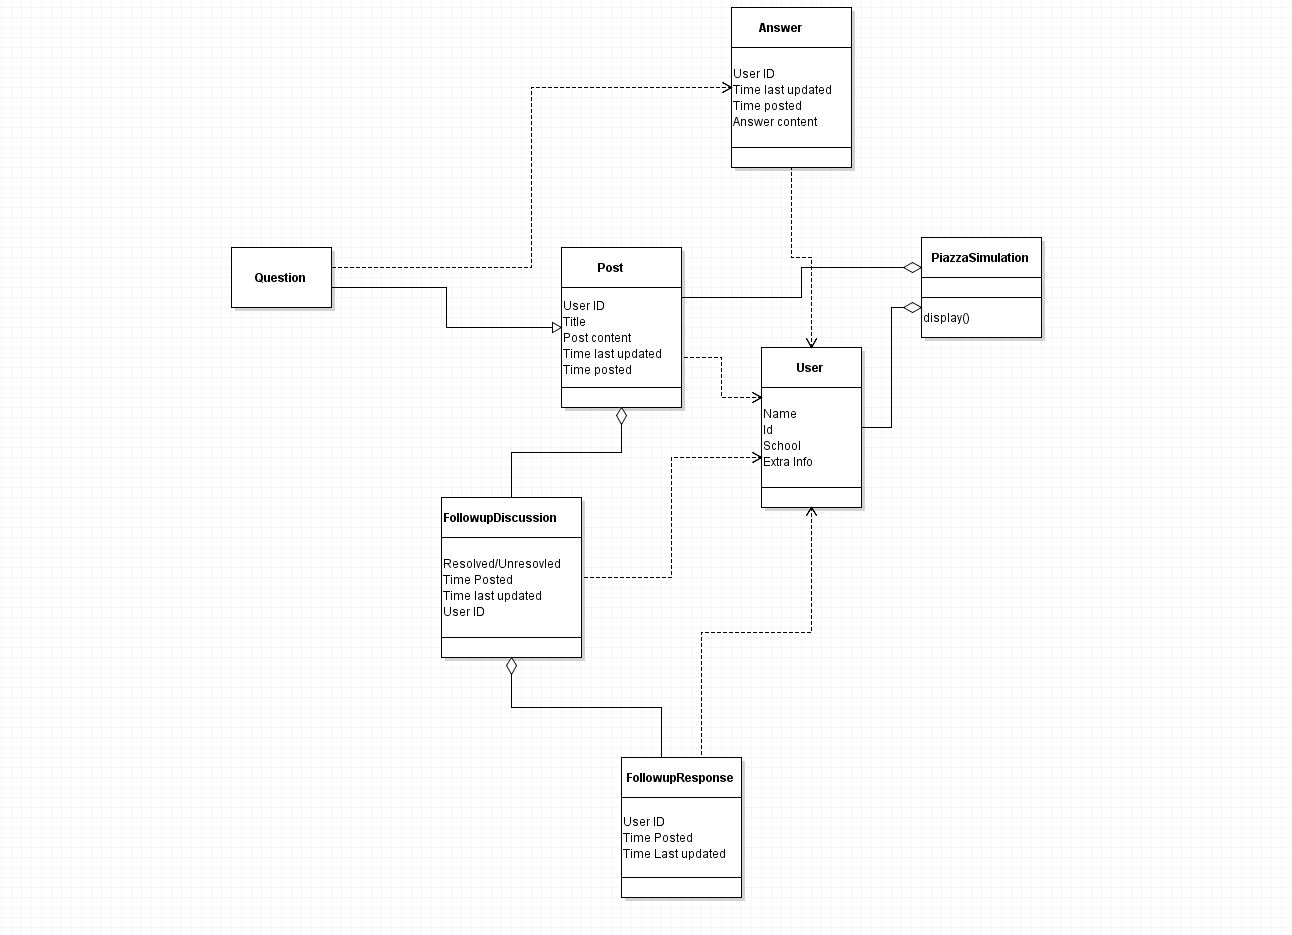 Answer
User ID
Time last updated
Time posted
Answer content
Question
Post
User ID
Title
Post content
Time last updated
Time posted
PiazzaSimulation
display()
User
Name
Id
School
Extra Info
FollowupDiscussion
Resolved/Unresovled
Time Posted
Time last updated
User ID
FollowupResponse
User ID
Time Posted
Time Last updated